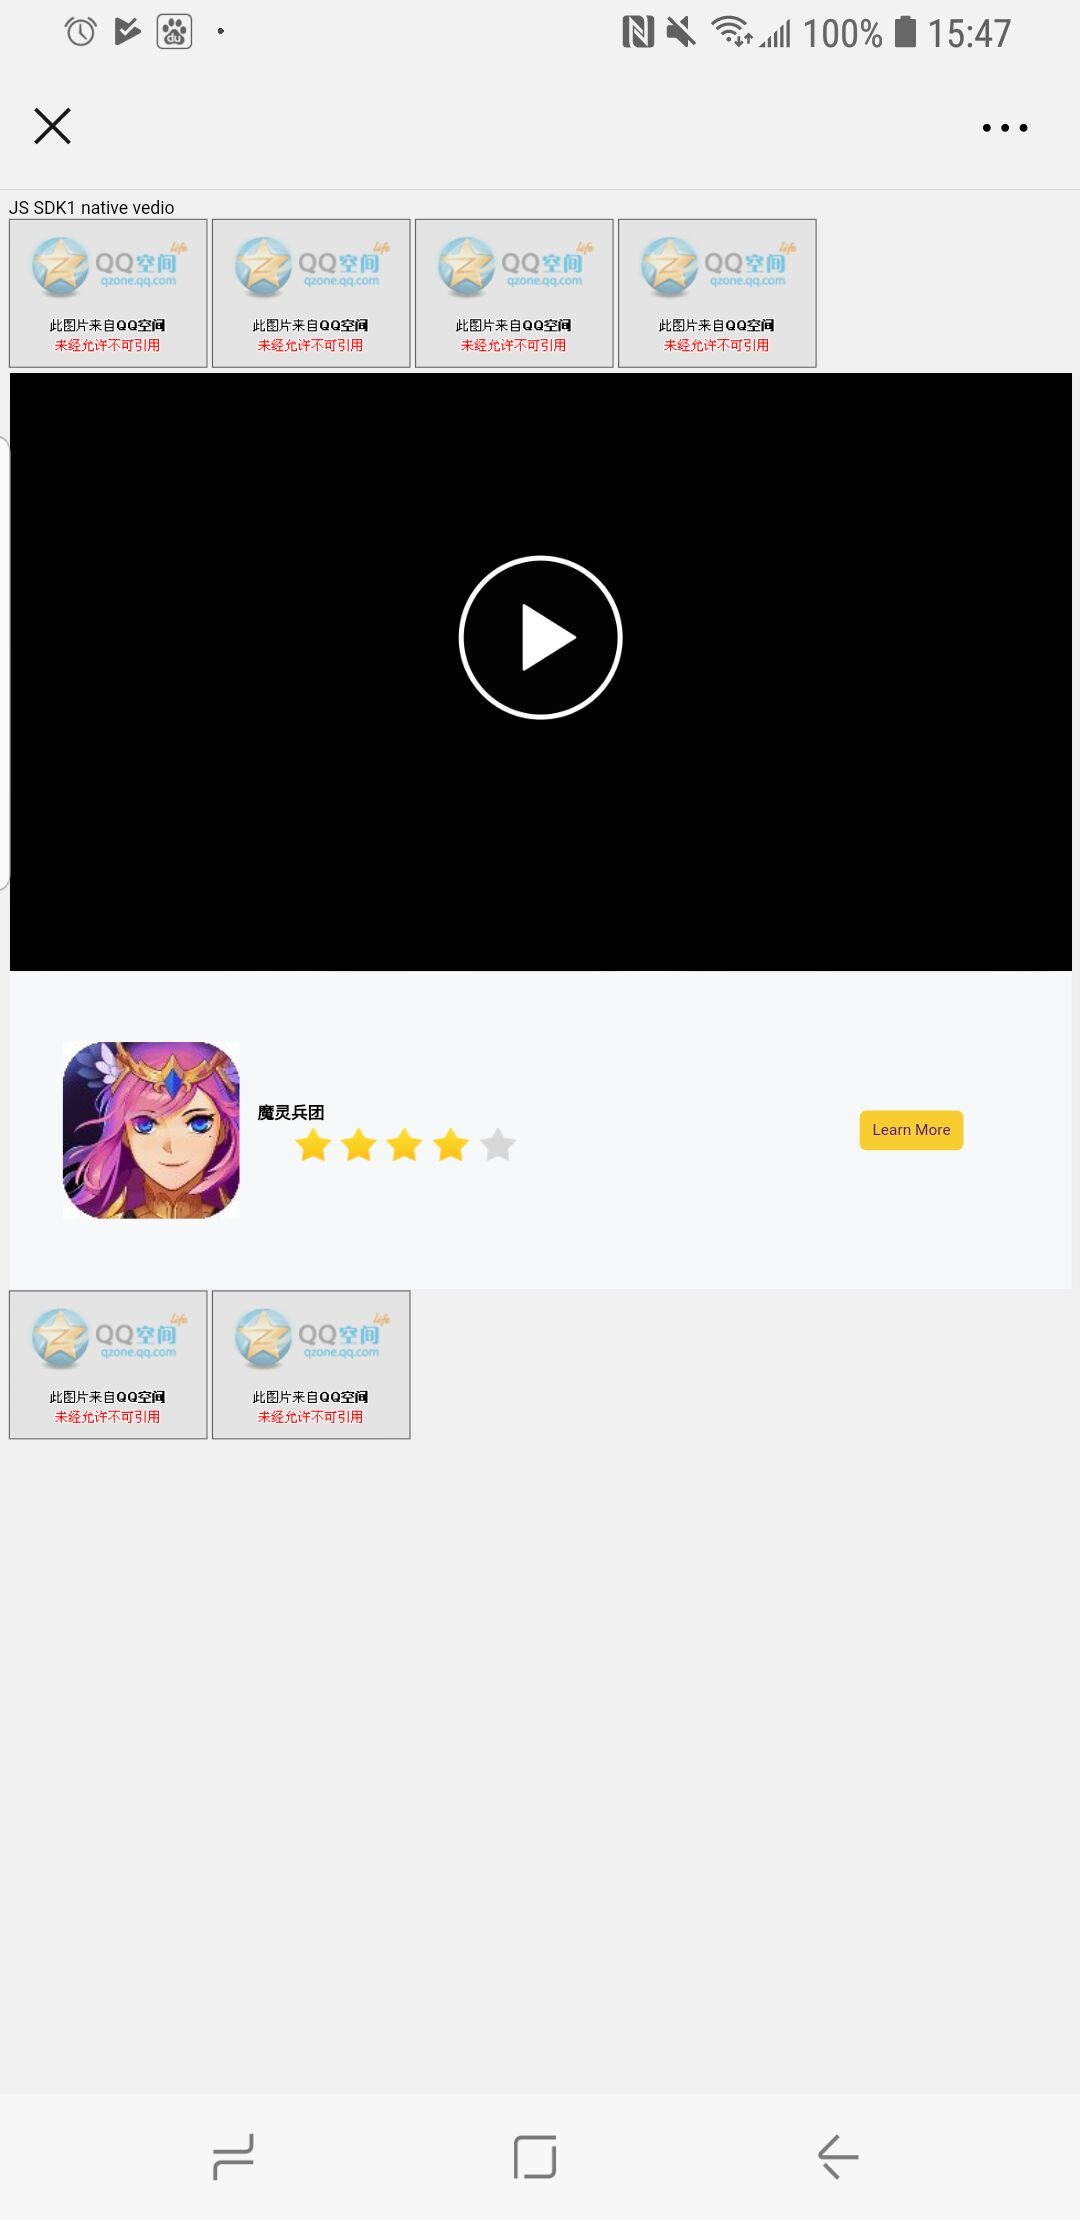 100% 15:47
JS SDK1 native vedio
life life life life
QQ空间 QQ空间 QQ空间 QQ空间
qzone.qq.com qzone.qq.com qzone.qq.com qzone.qq.com
此图片来自QQ空间 此图片来自QQ空间 此图片来自QQ空间 此图片来自QQ空间
未经允许不可引用 未经允许不可引用 未经允许不可引用 未经允许不可引用
魔灵兵团
Learn More
life life
QQ空间 QQ空间
qzone.qq.com qzone.qq.com
此图片来自QQ空间 此图片来自QQ空间
未经允许不可引用 未经允许不可引用